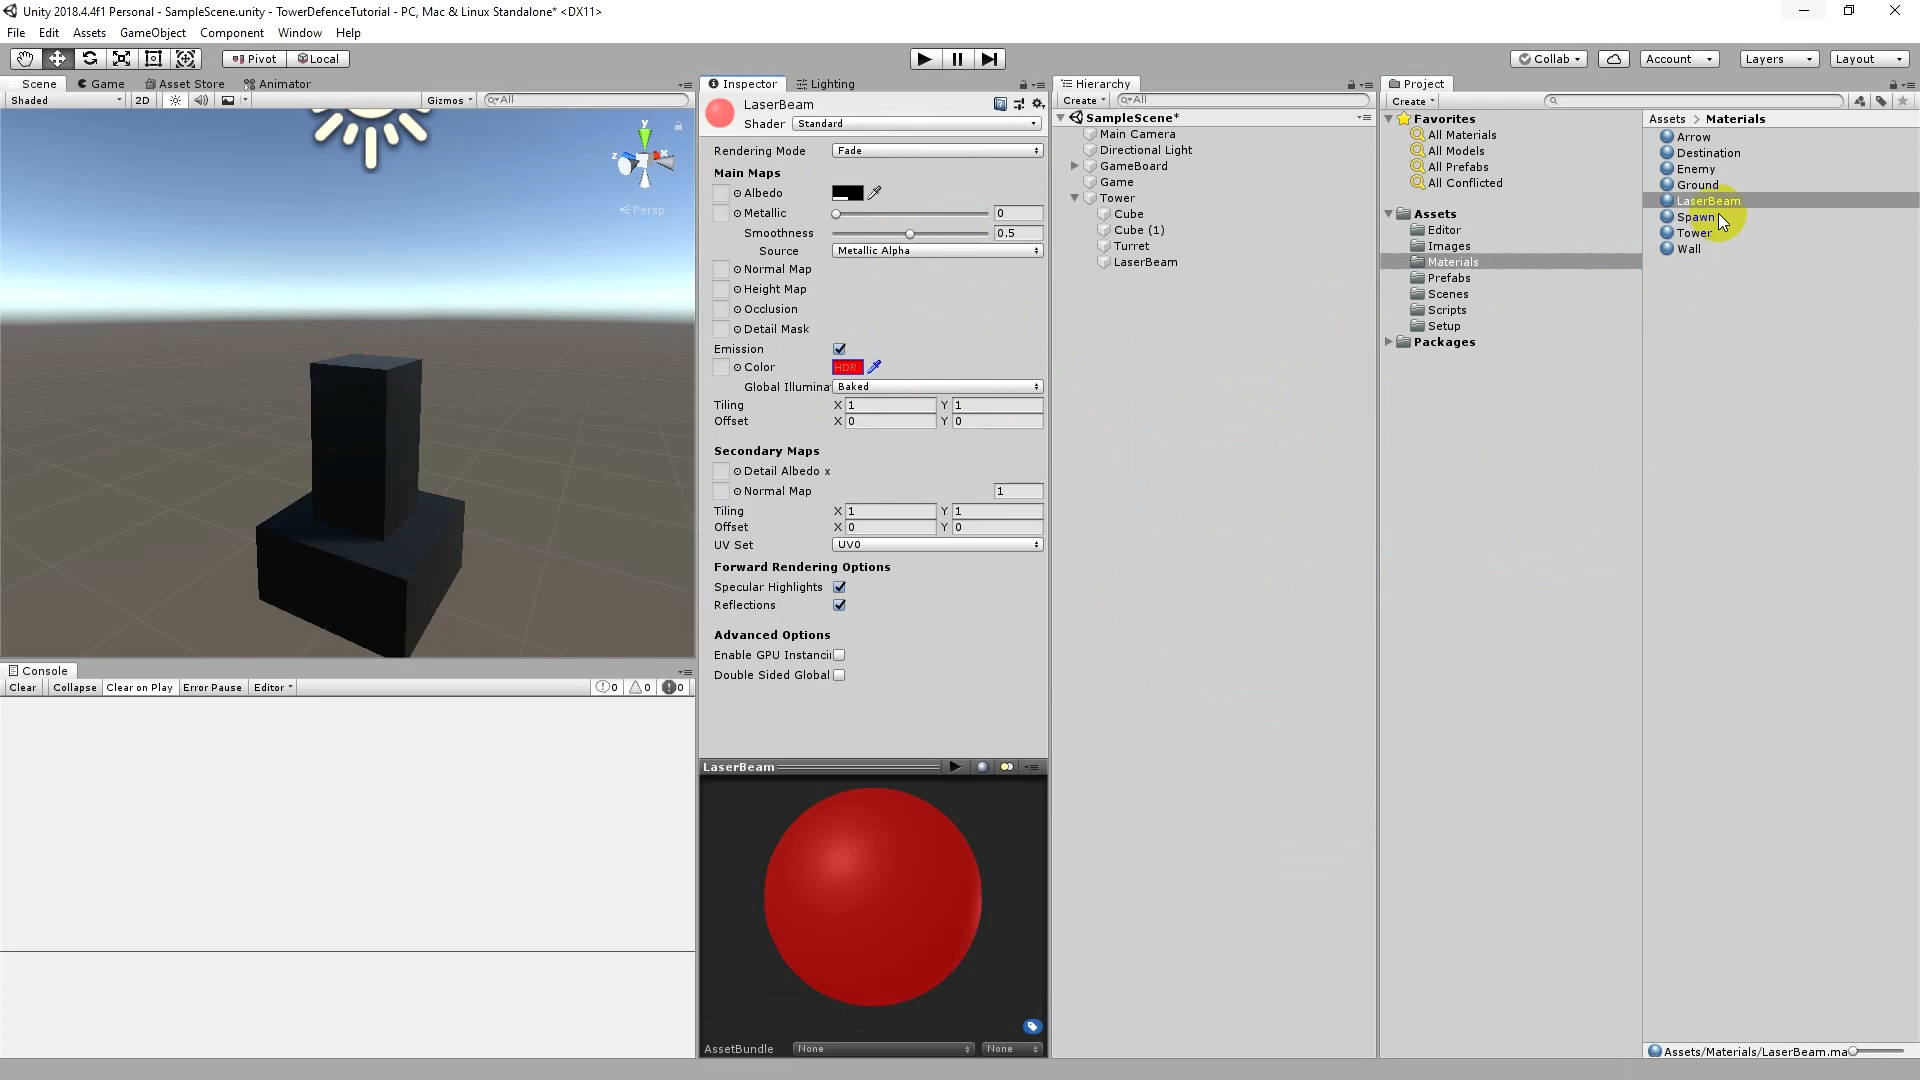 Unity 2018.4.4f1 Personal - SampleScene.unity - TowerDefenceTutorial - PC, Mac & Linux Standalone* <DX11>
File Edit Assets GameObject Component Window Help
Pivot Local Collab Account Layers Layout
Scene Game Asset Store Animator
Shaded 2D Gizmos All
y
x
z
Persp
Console
Clear Collapse Clear on Play Error Pause Editor 0 0 0
Inspector Lighting
LaserBeam
Shader Standard
Rendering Mode Fade
Main Maps
Albedo
Metallic 0
Smoothness 0.5
Source Metallic Alpha
Normal Map
Height Map
Occlusion
Detail Mask
Emission
Color HDR
Global Illumina Baked
Tiling X 1 Y 1
Offset X 0 Y 0
Secondary Maps
Detail Albedo x
Normal Map 1
Tiling X 1 Y 1
Offset X 0 Y 0
UV Set UV0
Forward Rendering Options
Specular Highlights
Reflections
Advanced Options
Enable GPU Instanci
Double Sided Global
LaserBeam
AssetBundle None None
Hierarchy
Create All
SampleScene*
Main Camera
Directional Light
GameBoard
Game
Tower
Cube
Cube (1)
Turret
LaserBeam
Project
Create
Favorites
All Materials
All Models
All Prefabs
All Conflicted
Assets
Editor
Images
Materials
Prefabs
Scenes
Scripts
Setup
Packages
Assets > Materials
Arrow
Destination
Enemy
Ground
LaserBeam
Spawn
Tower
Wall
Assets/Materials/LaserBeam.ma